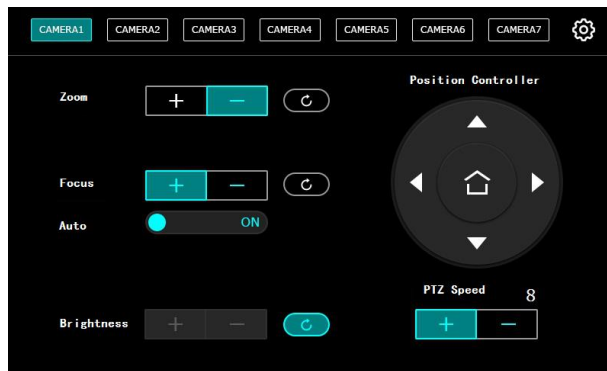 CAMERA1 CAMERA2 CAMERA3 CAMERA4 CAMERA5 CAMERA6 CAMERA7
Position Controller
Zoom + −
Focus + −
Auto ON
PTZ Speed 8
Brightness + −
+ −